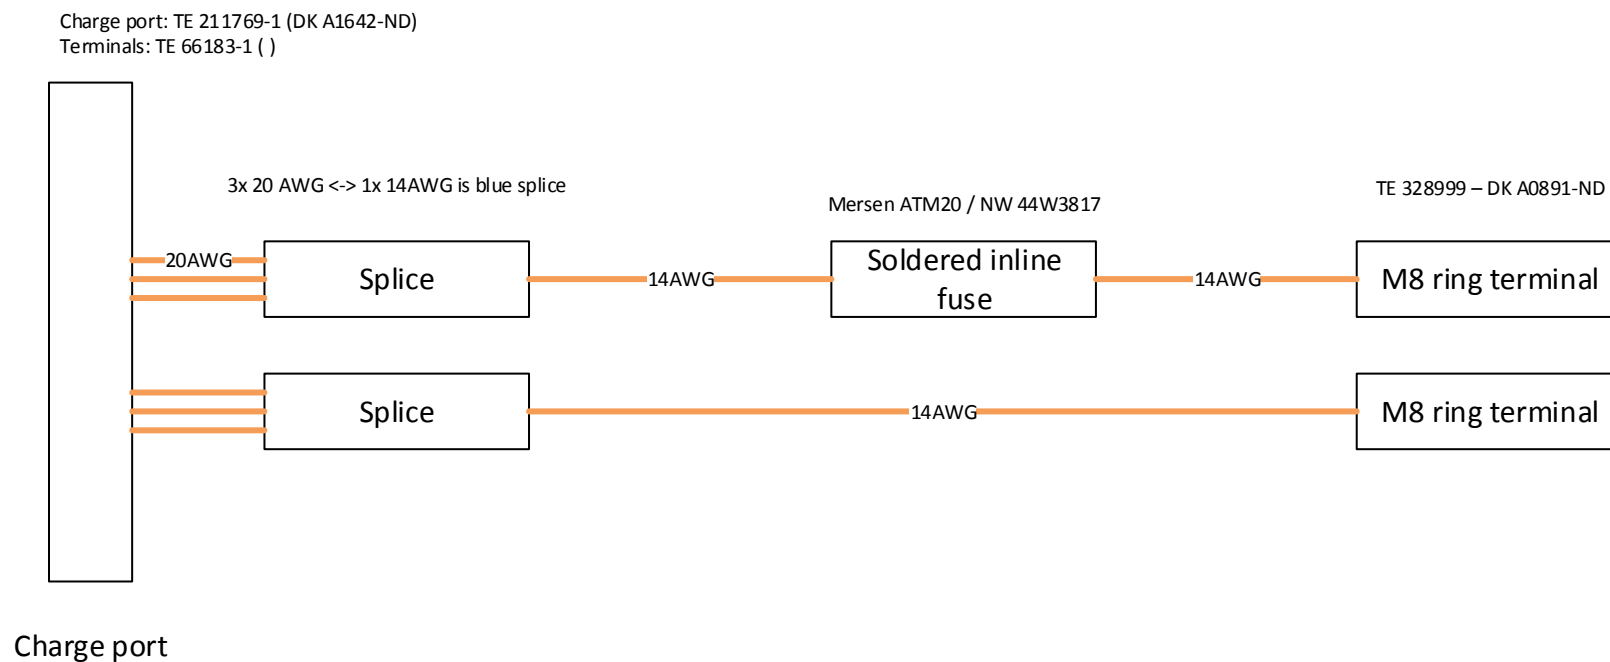 Charge port: TE 211769-1 (DK A1642-ND)
Terminals: TE 66183-1 ( )
3x 20 AWG <-> 1x 14AWG is blue splice
Mersen ATM20 / NW 44W3817
TE 328999 – DK A0891-ND
20AWG
Splice
14AWG
Soldered inline
fuse
14AWG
M8 ring terminal
Splice
14AWG
M8 ring terminal
Charge port